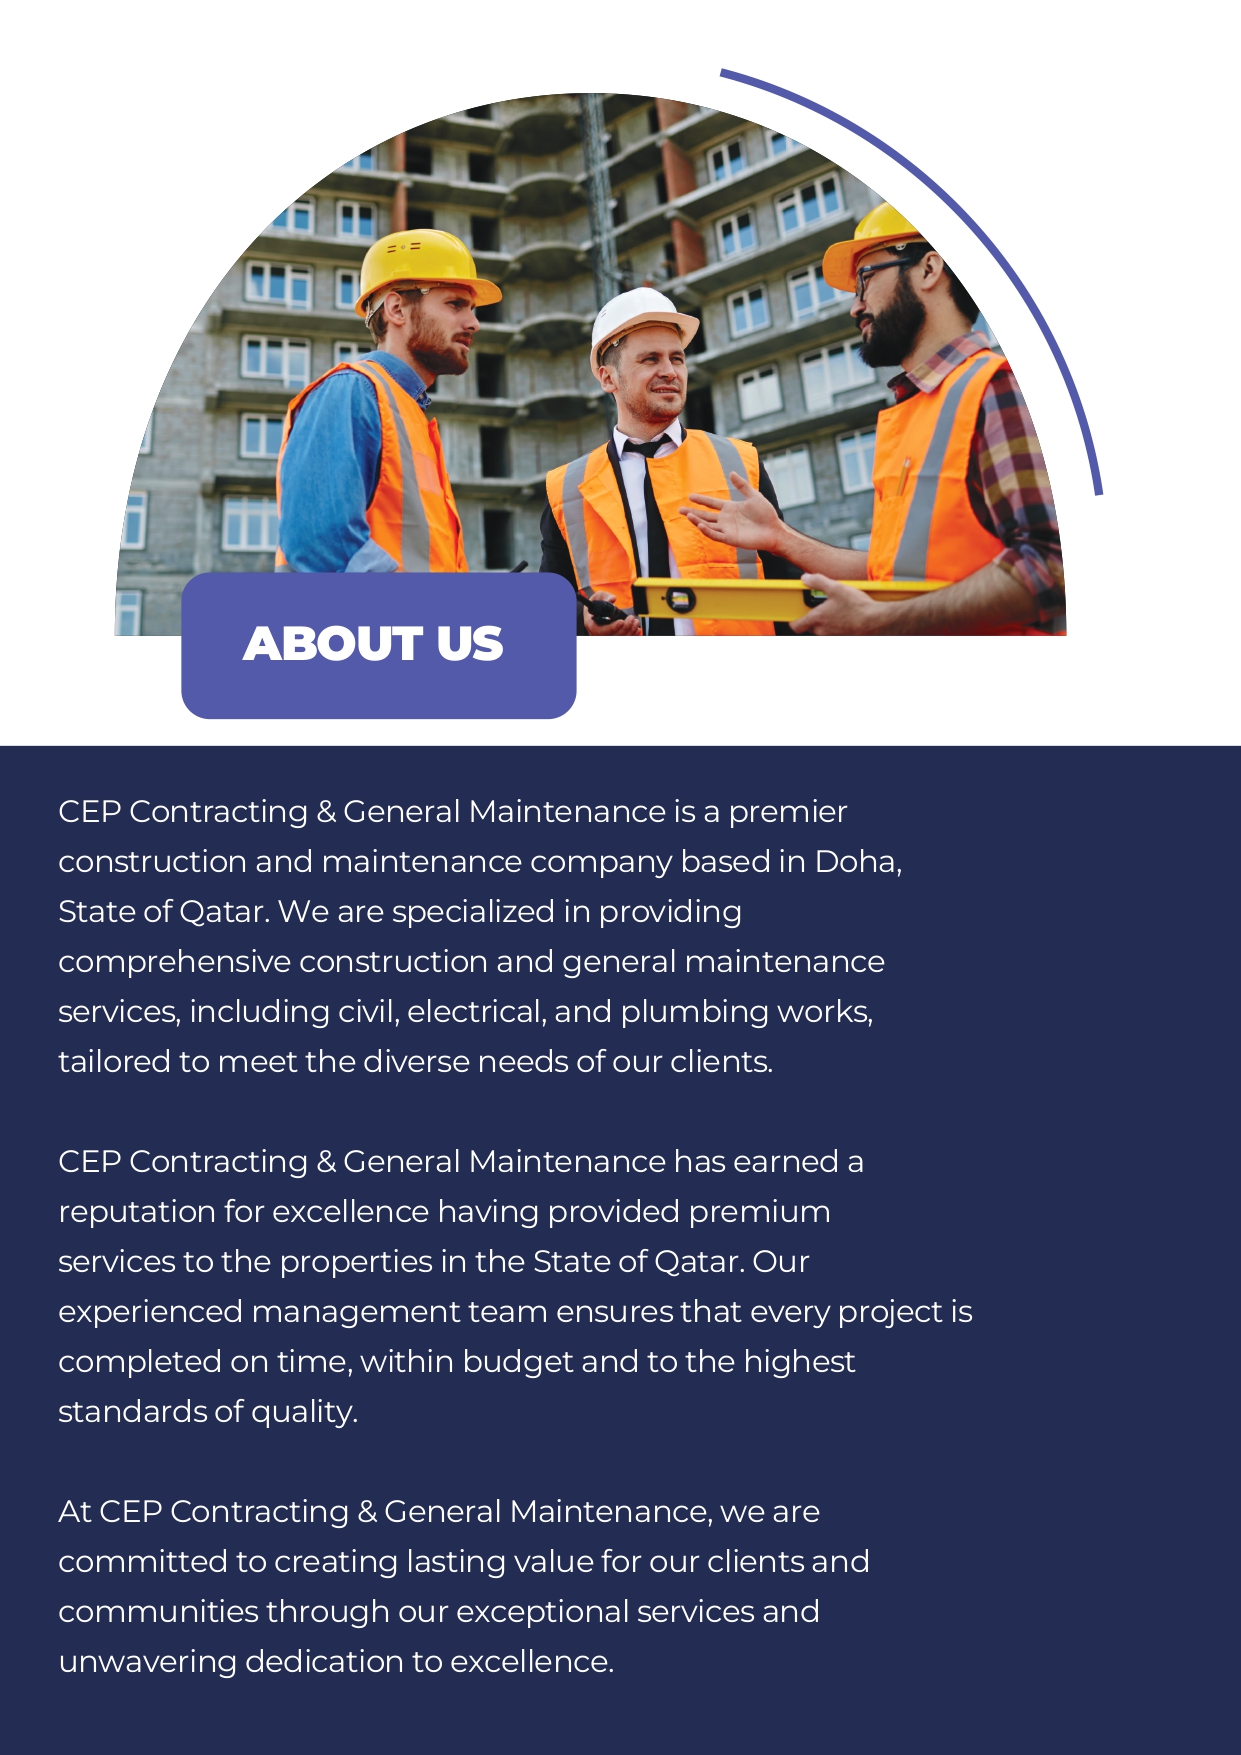 ABOUT US
CEP Contracting & General Maintenance is a premier
construction and maintenance company based in Doha,
State of Qatar. We are specialized in providing
comprehensive construction and general maintenance
services, including civil, electrical, and plumbing works,
tailored to meet the diverse needs of our clients.
CEP Contracting & General Maintenance has earned a
reputation for excellence having provided premium
services to the properties in the State of Qatar. Our
experienced management team ensures that every project is
completed on time, within budget and to the highest
standards of quality.
At CEP Contracting & General Maintenance, we are
committed to creating lasting value for our clients and
communities through our exceptional services and
unwavering dedication to excellence.